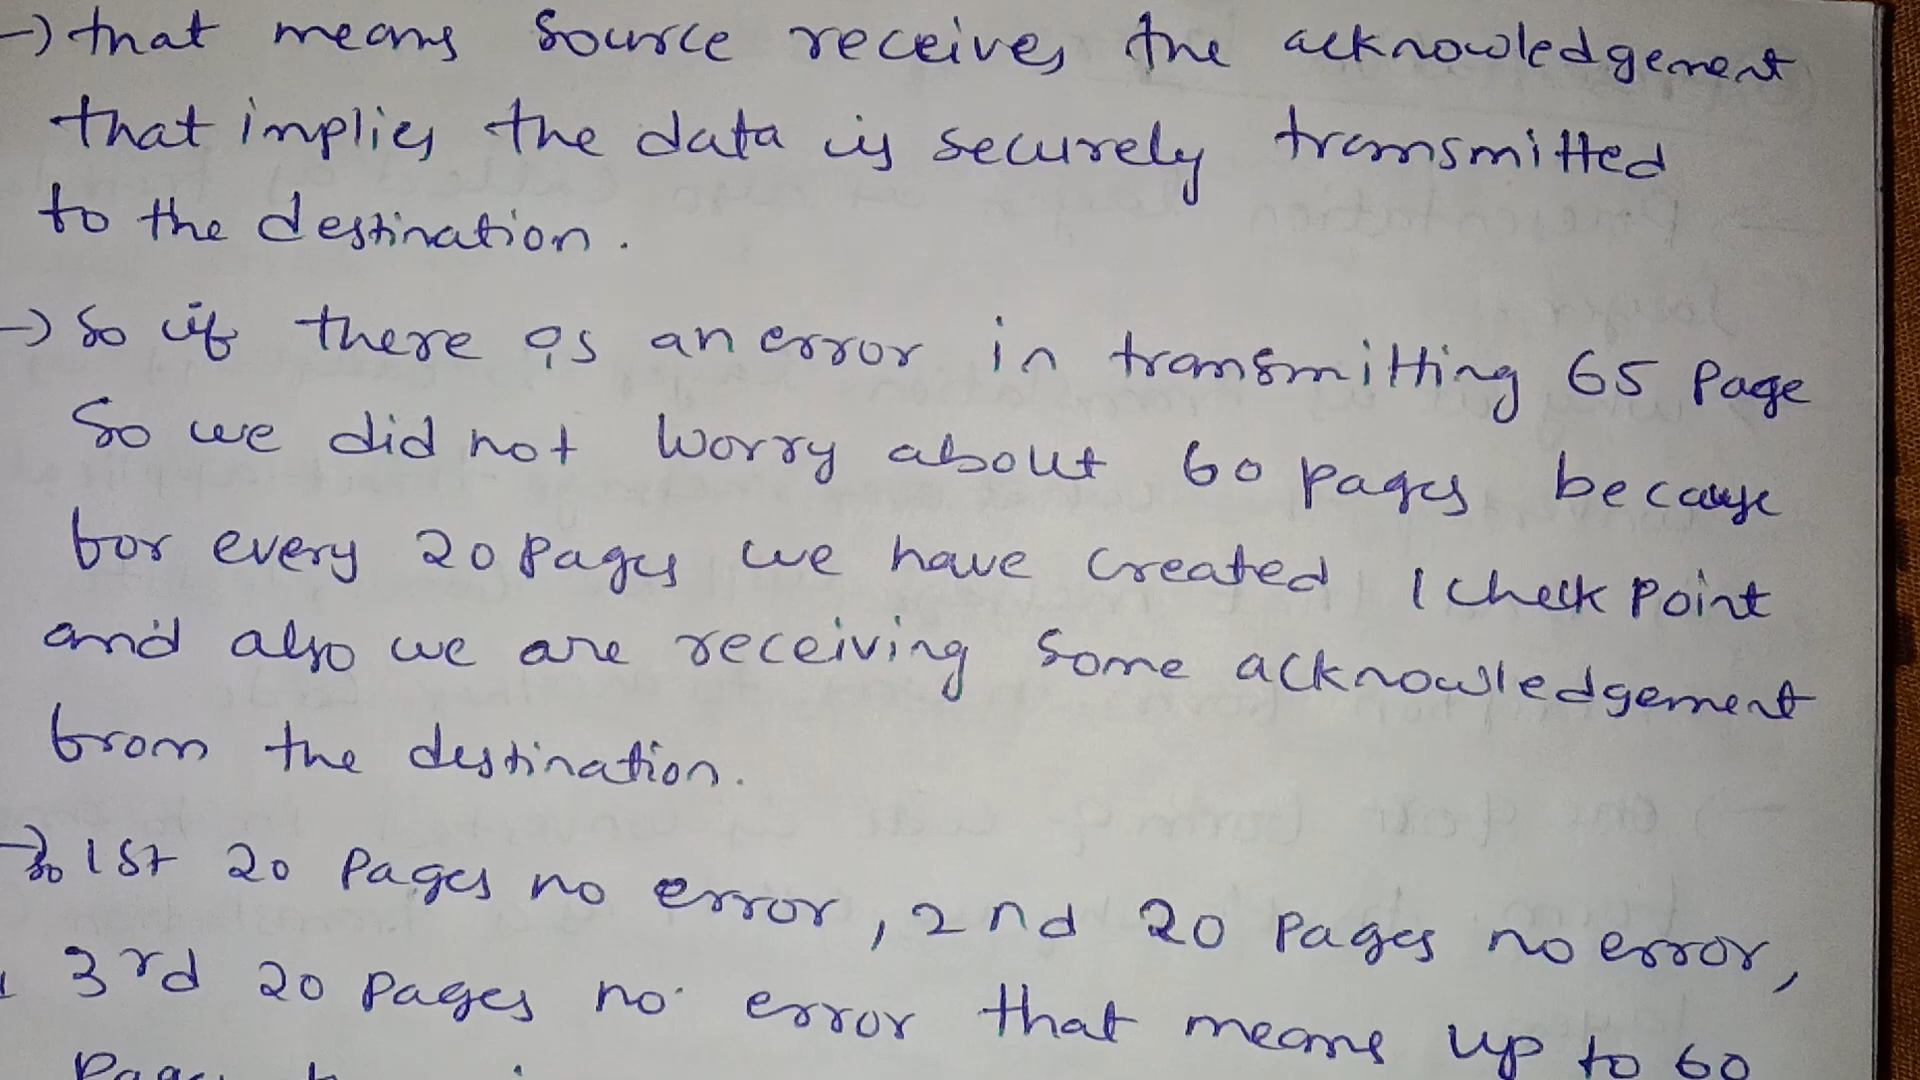 → that means source receives the acknowledgement
that implies the data is securely transmitted
to the destination.
→ So if there is an error in transmitting 65 Page
So we did not worry about 60 pages because
for every 20 Pages we have created 1 check Point
and also we are receiving some acknowledgement
from the destination.
→ so 1st 20 Pages no error, 2nd 20 Pages no error,
3rd 20 Pages no error that means up to 60